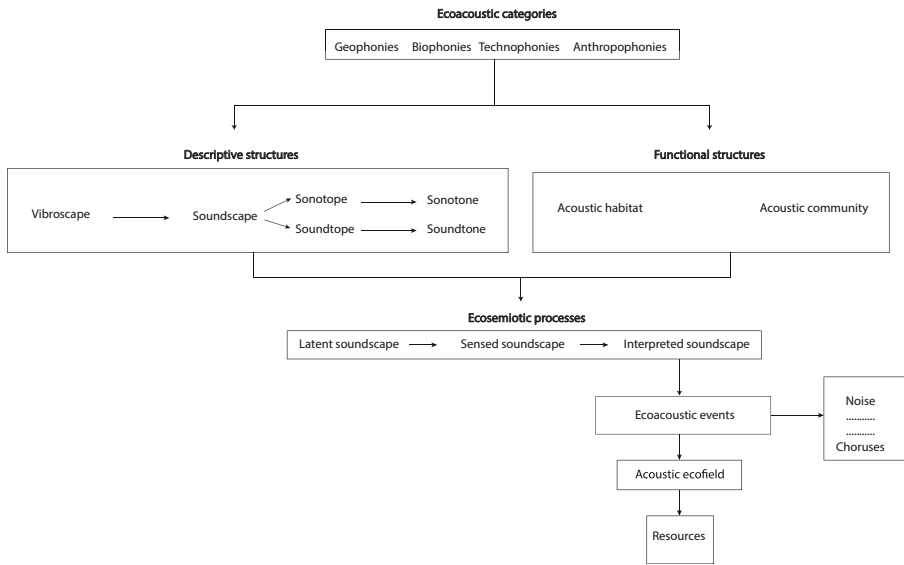 Ecoacoustic categories
Geophonies Biophonies Technophonies Anthropophonies
Descriptive structures
Functional structures
Vibroscape
Soundscape
Sonotope
Sonotone
Soundtope
Soundtone
Acoustic habitat
Acoustic community
Ecosemiotic processes
Latent soundscape
Sensed soundscape
Interpreted soundscape
Ecoacoustic events
Noise
...........
...........
Choruses
Acoustic ecofield
Resources